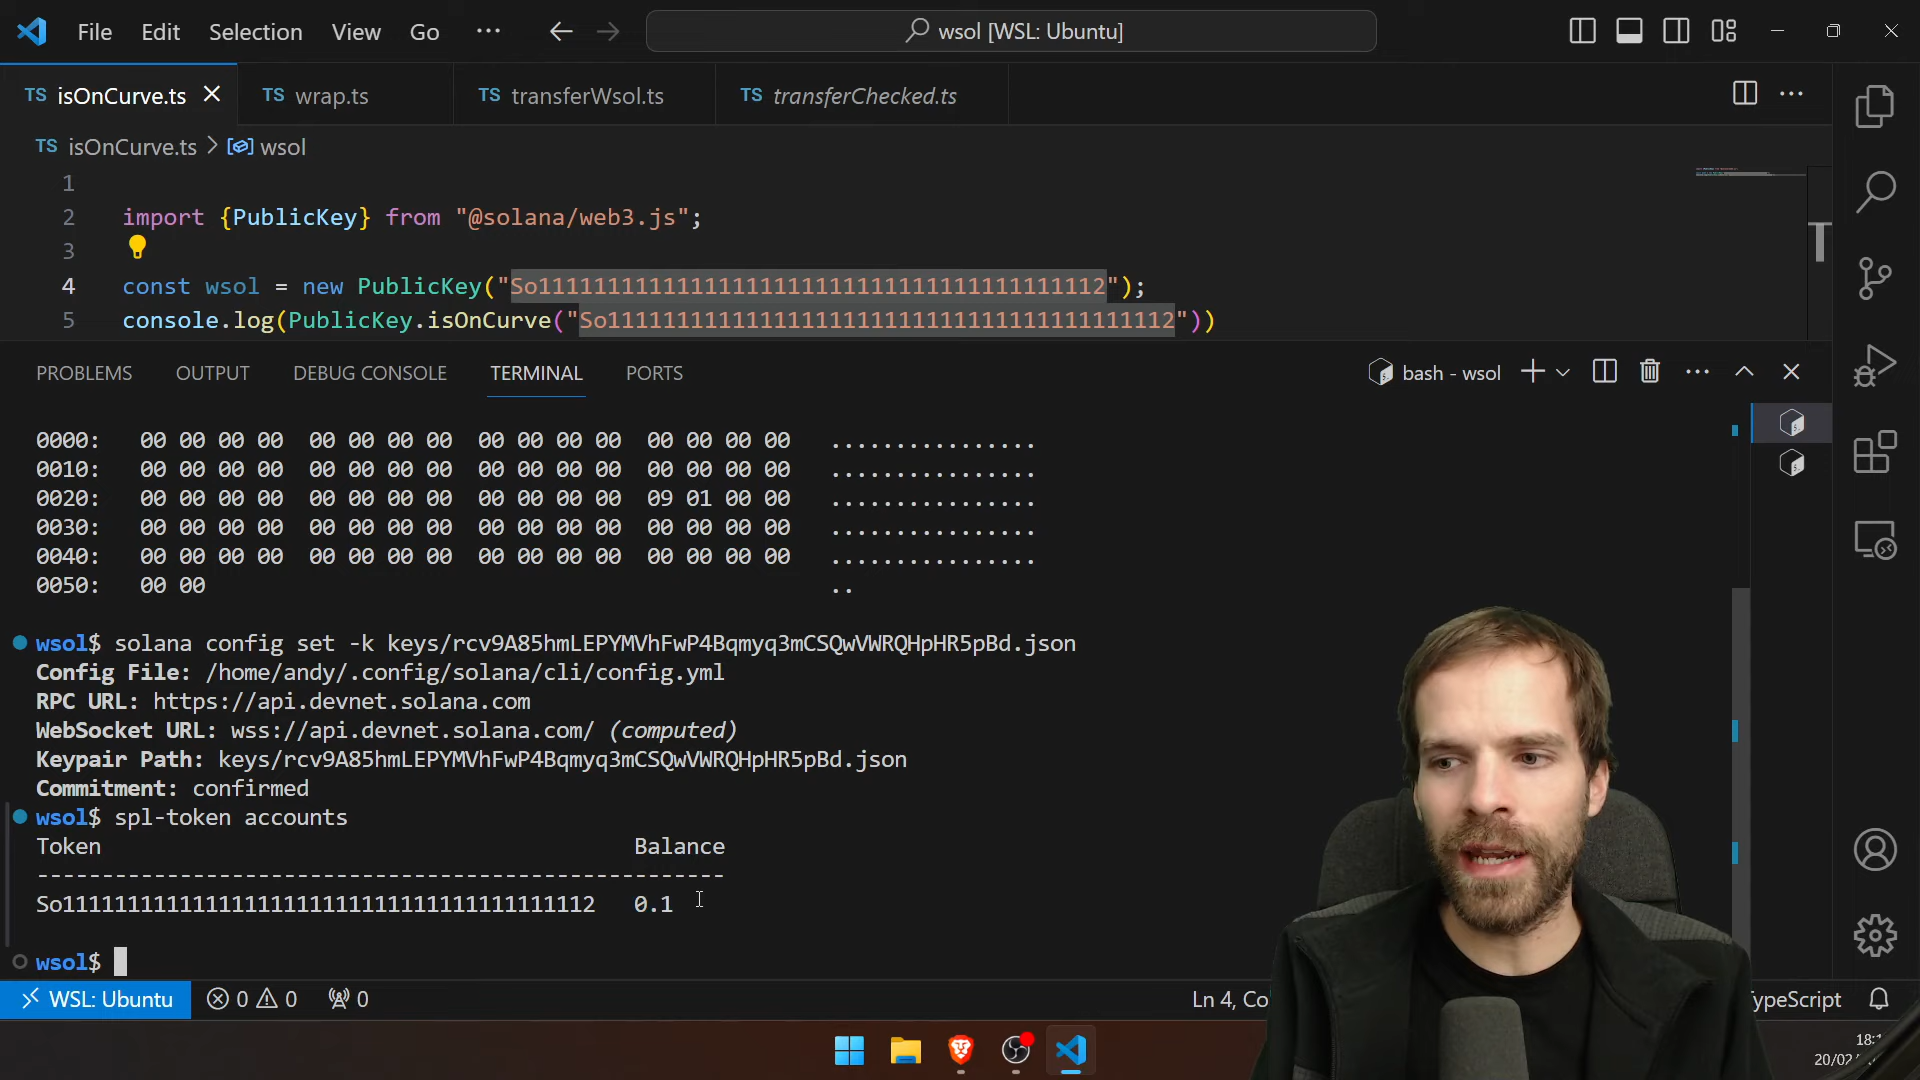 File Edit Selection View Go ··· wsol [WSL: Ubuntu]
TS isOnCurve.ts TS wrap.ts TS transferWsol.ts TS transferChecked.ts
TS isOnCurve.ts > wsol
1
2 import {PublicKey} from "@solana/web3.js";
3
4 const wsol = new PublicKey("So11111111111111111111111111111111111111112");
5 console.log(PublicKey.isOnCurve("So11111111111111111111111111111111111111112"))
PROBLEMS OUTPUT DEBUG CONSOLE TERMINAL PORTS bash - wsol
0000: 00 00 00 00 00 00 00 00 00 00 00 00 00 00 00 00 ................
0010: 00 00 00 00 00 00 00 00 00 00 00 00 00 00 00 00 ................
0020: 00 00 00 00 00 00 00 00 00 00 00 00 09 01 00 00 ................
0030: 00 00 00 00 00 00 00 00 00 00 00 00 00 00 00 00 ................
0040: 00 00 00 00 00 00 00 00 00 00 00 00 00 00 00 00 ................
0050: 00 00 ..
wsol$ solana config set -k keys/rcv9A85hmLEPYMVhFwP4Bqmyq3mCSQwVWRQHpHR5pBd.json
Config File: /home/andy/.config/solana/cli/config.yml
RPC URL: https://api.devnet.solana.com
WebSocket URL: wss://api.devnet.solana.com/ (computed)
Keypair Path: keys/rcv9A85hmLEPYMVhFwP4Bqmyq3mCSQwVWRQHpHR5pBd.json
Commitment: confirmed
wsol$ spl-token accounts
Token Balance
-----------------------------------------------------
So11111111111111111111111111111111111111112 0.1
wsol$
WSL: Ubuntu 0 0 0 Ln 4, Co ypeScript
18:
20/02/